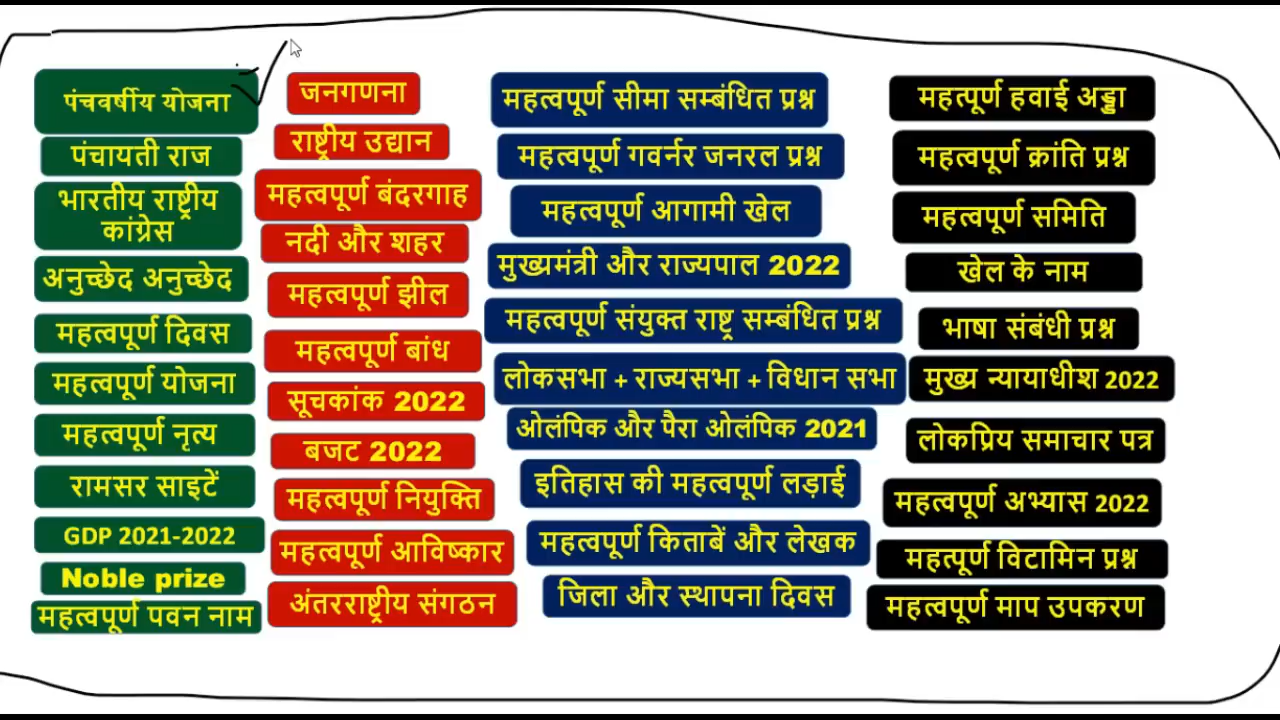 पंचवर्षीय योजना
पंचायती राज
भारतीय राष्ट्रीय
कांग्रेस
अनुच्छेद अनुच्छेद
महत्वपूर्ण दिवस
महत्वपूर्ण योजना
महत्वपूर्ण नृत्य
रामसर साइटें
GDP 2021-2022
Noble prize
महत्वपूर्ण पवन नाम
जनगणना
राष्ट्रीय उद्यान
महत्वपूर्ण बंदरगाह
नदी और शहर
महत्वपूर्ण झील
महत्वपूर्ण बांध
सूचकांक 2022
बजट 2022
महत्वपूर्ण नियुक्ति
महत्वपूर्ण आविष्कार
अंतरराष्ट्रीय संगठन
महत्वपूर्ण सीमा सम्बंधित प्रश्न
महत्वपूर्ण गवर्नर जनरल प्रश्न
महत्वपूर्ण आगामी खेल
मुख्यमंत्री और राज्यपाल 2022
महत्वपूर्ण संयुक्त राष्ट्र सम्बंधित प्रश्न
लोकसभा + राज्यसभा + विधान सभा
ओलंपिक और पैरा ओलंपिक 2021
इतिहास की महत्वपूर्ण लड़ाई
महत्वपूर्ण किताबें और लेखक
जिला और स्थापना दिवस
महत्पूर्ण हवाई अड्डा
महत्वपूर्ण क्रांति प्रश्न
महत्वपूर्ण समिति
खेल के नाम
भाषा संबंधी प्रश्न
मुख्य न्यायाधीश 2022
लोकप्रिय समाचार पत्र
महत्वपूर्ण अभ्यास 2022
महत्पूर्ण विटामिन प्रश्न
महत्वपूर्ण माप उपकरण